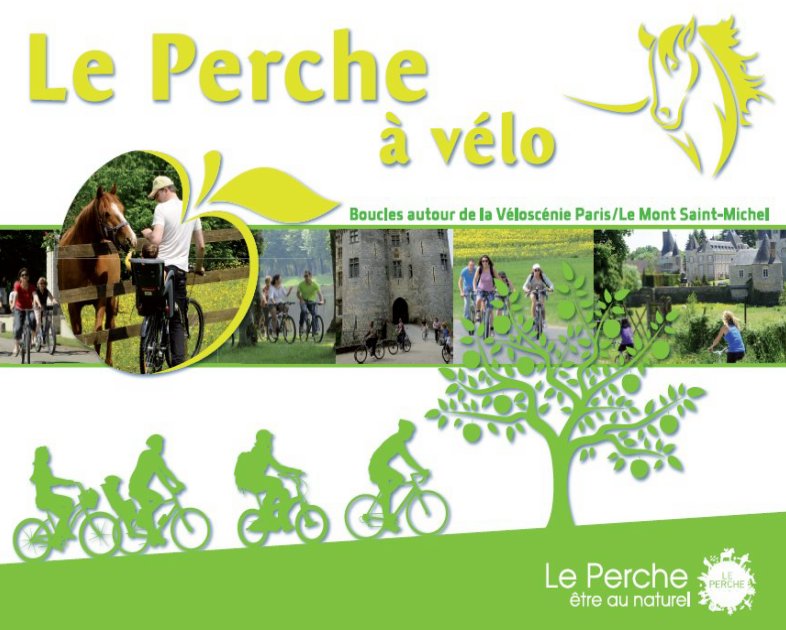 Le Perche
à vélo
Boucles autour de la Véloscénie Paris/Le Mont Saint-Michel
Le Perche
être au naturel
LE
PERCHE